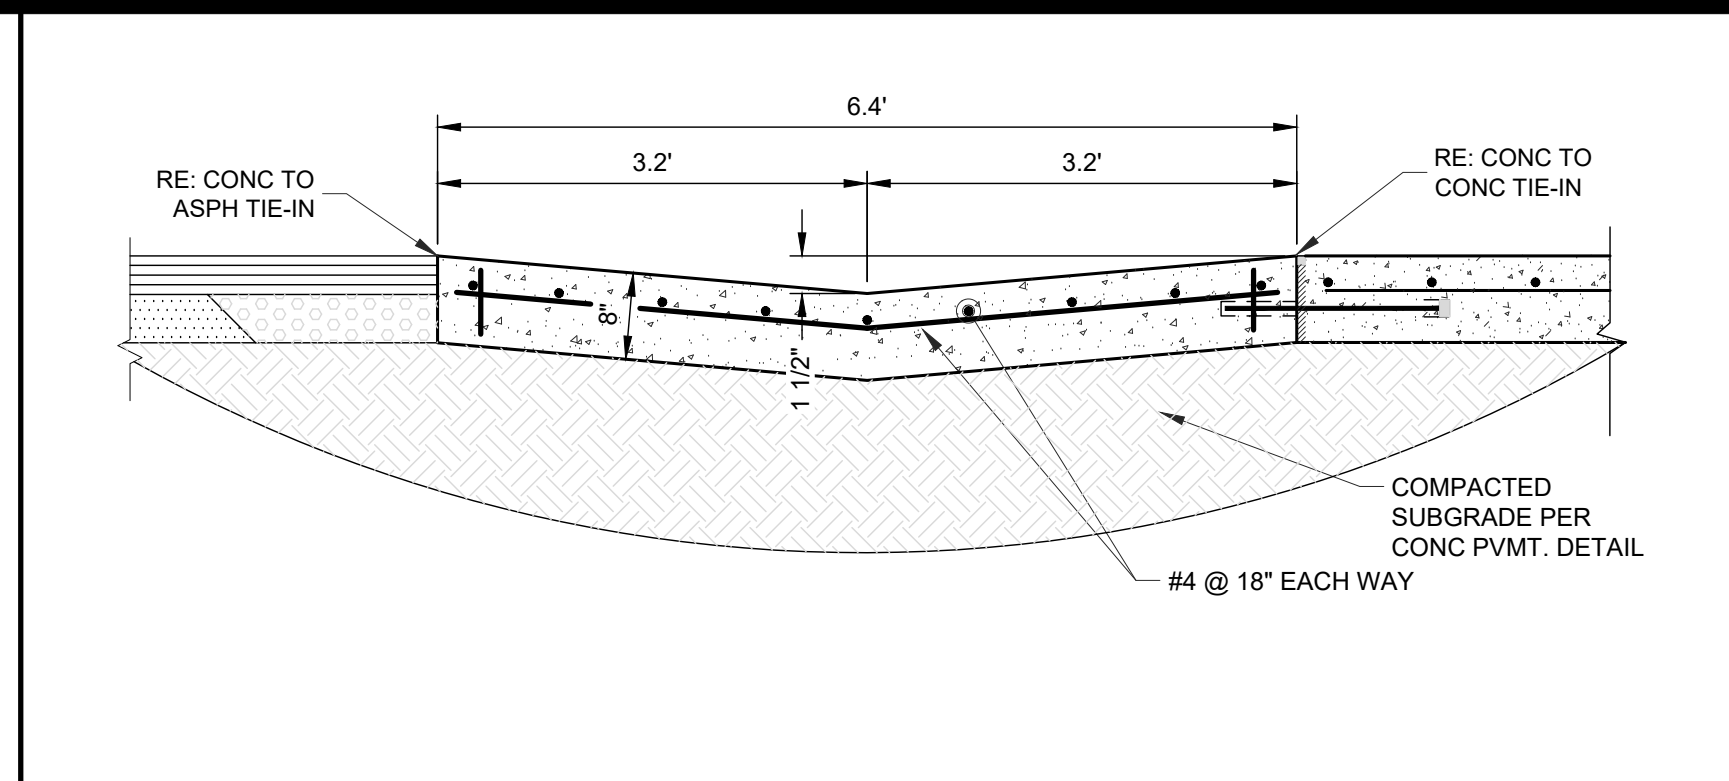 6.4'
3.2'
3.2'
RE: CONC TO
ASPH TIE-IN
RE: CONC TO
CONC TIE-IN
8"
1 1/2"
COMPACTED
SUBGRADE PER
CONC PVMT. DETAIL
#4 @ 18" EACH WAY